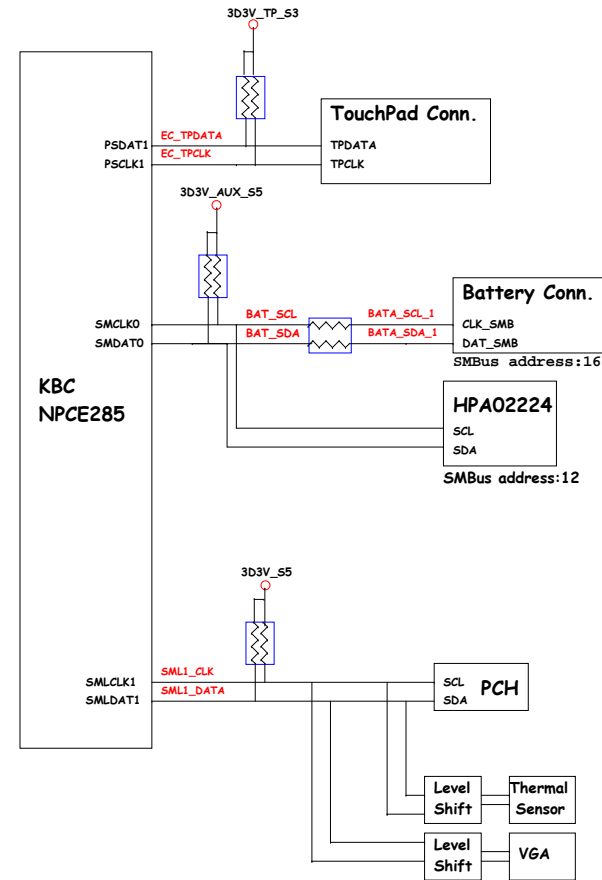 3D3V_TP_S3
TouchPad Conn.
PSDAT1
EC_TPDATA
TPDATA
PSCLK1
EC_TPCLK
TPCLK
3D3V_AUX_S5
Battery Conn.
SMCLK0
BAT_SCL
BATA_SCL_1
CLK_SMB
SMDAT0
BAT_SDA
BATA_SDA_1
DAT_SMB
SMBus address:16
KBC
NPCE285
HPA02224
SCL
SDA
SMBus address:12
3D3V_S5
SMLCLK1
SML1_CLK
SCL
SMLDAT1
SML1_DATA
SDA
PCH
Level
Shift
Thermal
Sensor
Level
Shift
VGA